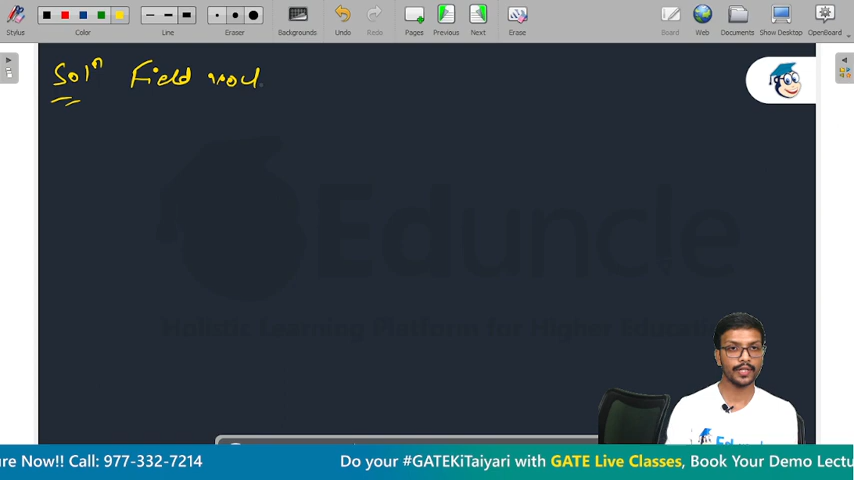 Stylus
Color
Line
Eraser
Backgrounds
Undo
Redo
Pages
Previous
Next
Erase
Board
Web
Documents
Show Desktop
OpenBoard
Solⁿ Field
Eduncle
Holistic Learning Platform for Higher Education
Eduncle
ure Now!! Call: 977-332-7214
Do your #GATEKiTaiyari with GATE Live Classes, Book Your Demo Lectu